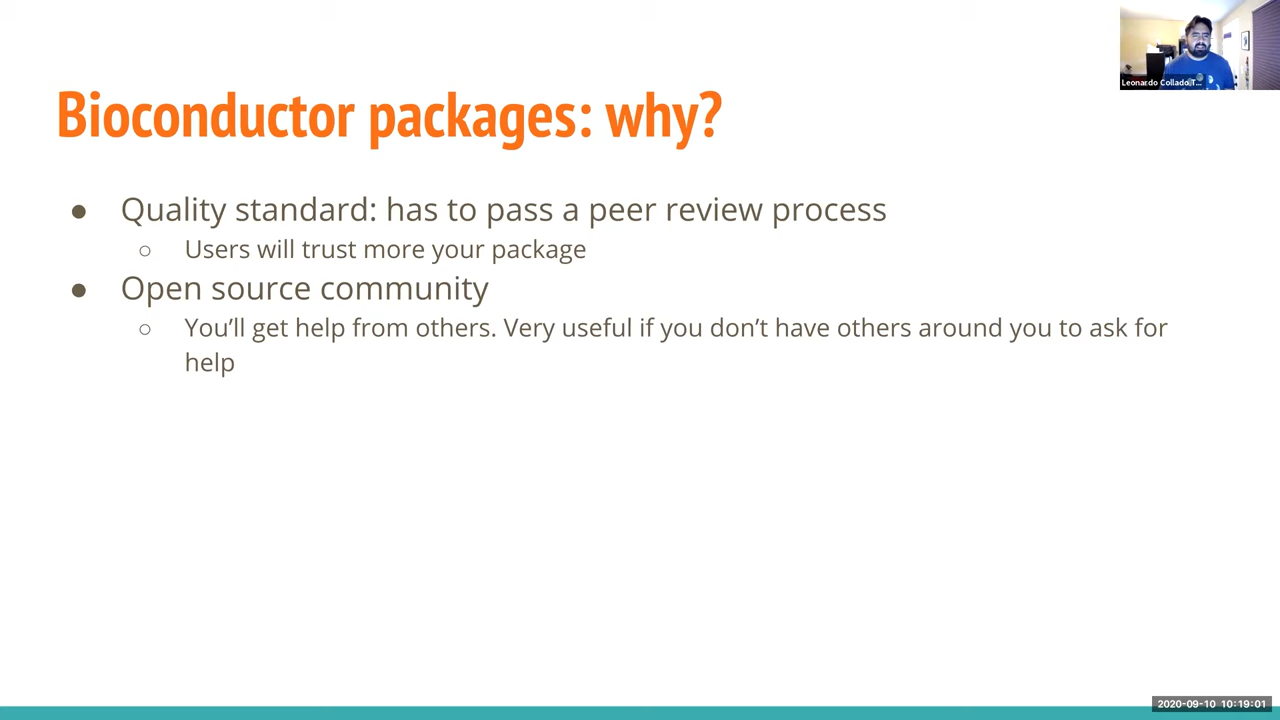 Leonardo Collado T...
Bioconductor packages: why?
● Quality standard: has to pass a peer review process
○ Users will trust more your package
● Open source community
○ You’ll get help from others. Very useful if you don’t have others around you to ask for
help
2020-09-10 10:19:01